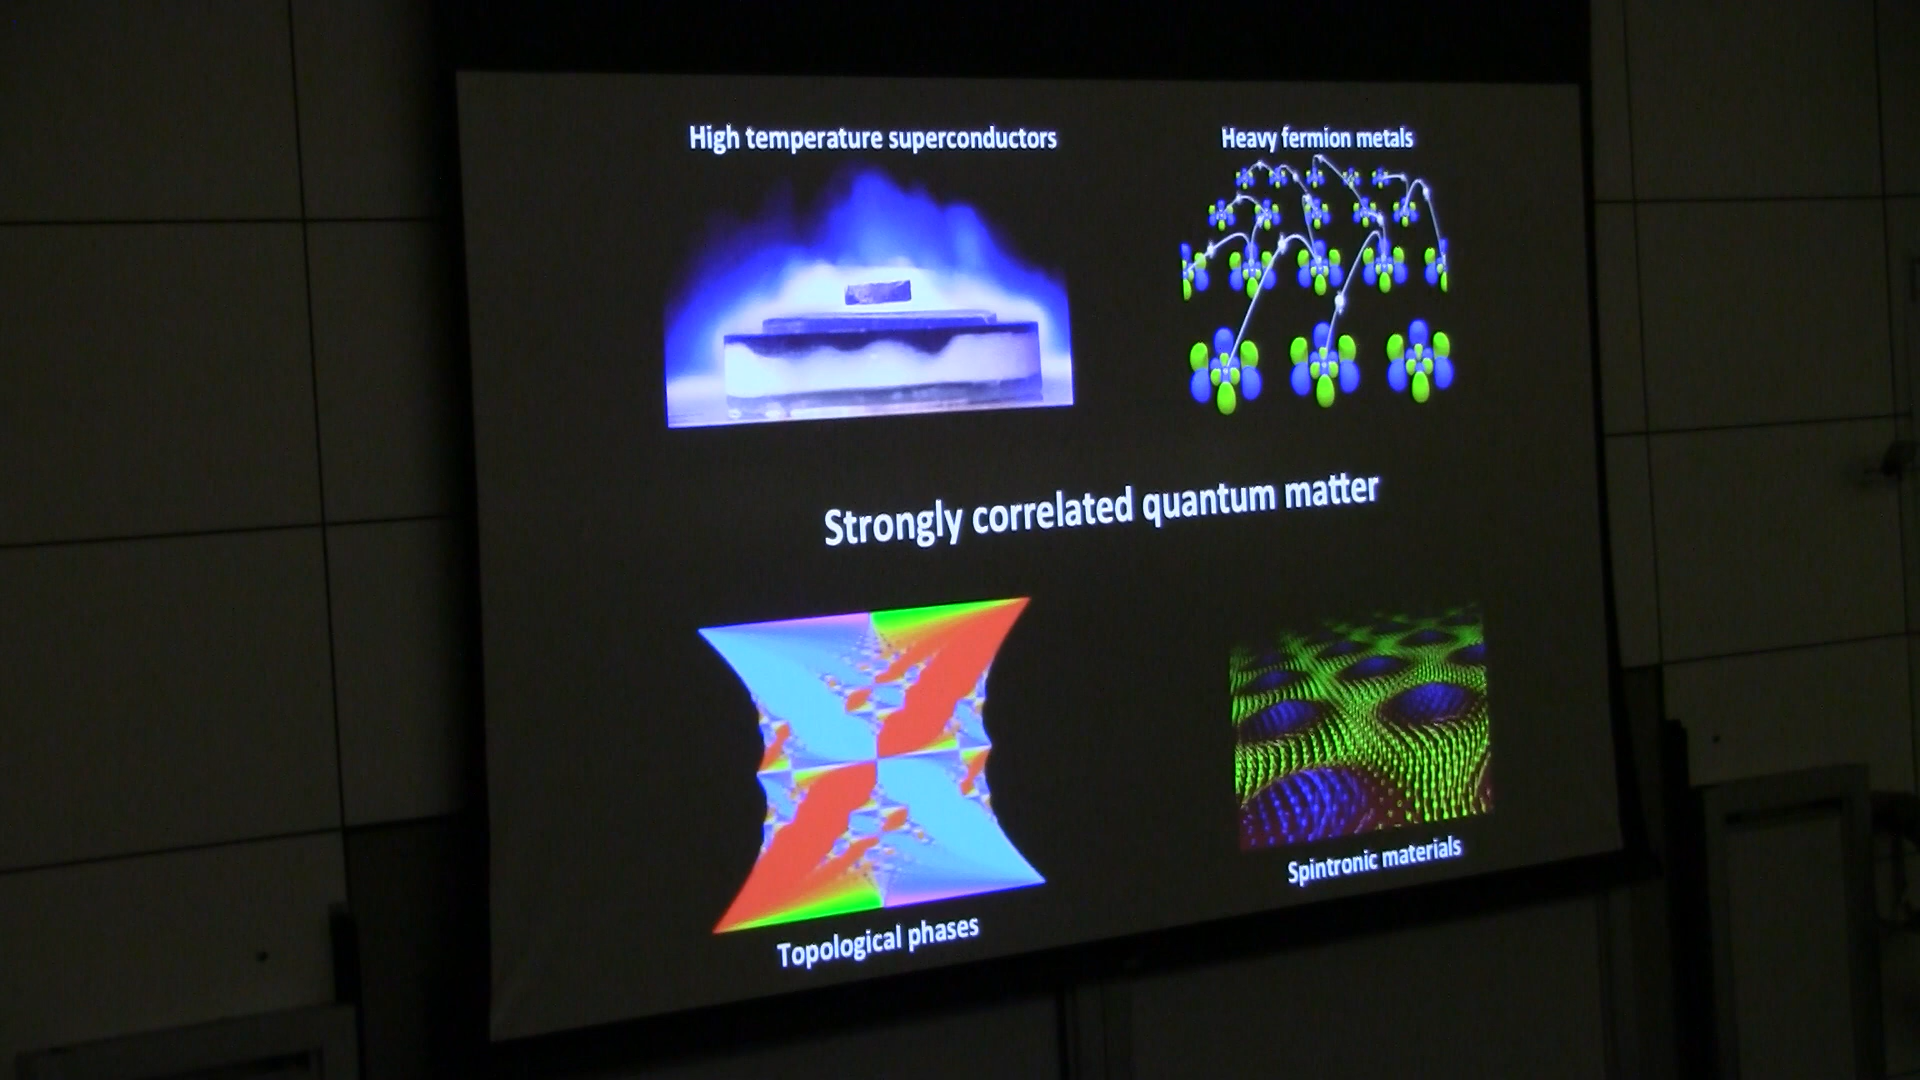 High temperature superconductors
Heavy fermion metals
Strongly correlated quantum matter
Topological phases
Spintronic materials